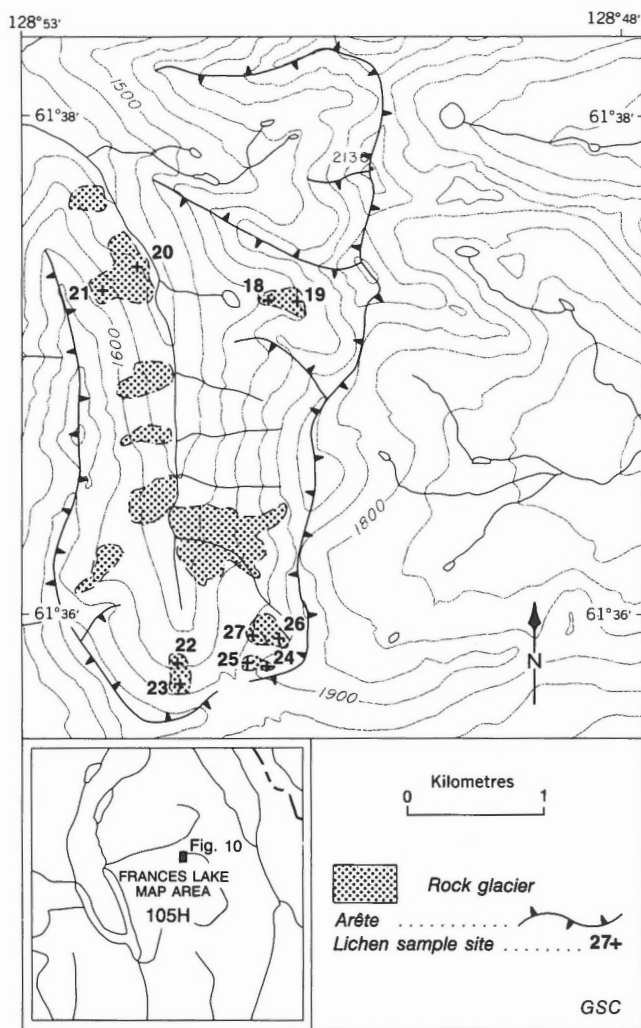 128°53'
128°48'
61°38'
61°38'
1500
2136
20
21
18
19
1600
1800
61°36'
61°36'
22
23
27
26
25
24
1900
N
Fig. 10
FRANCES LAKE
MAP AREA
105H
Kilometres
0 1
Rock glacier
Arête
Lichen sample site 27+
GSC